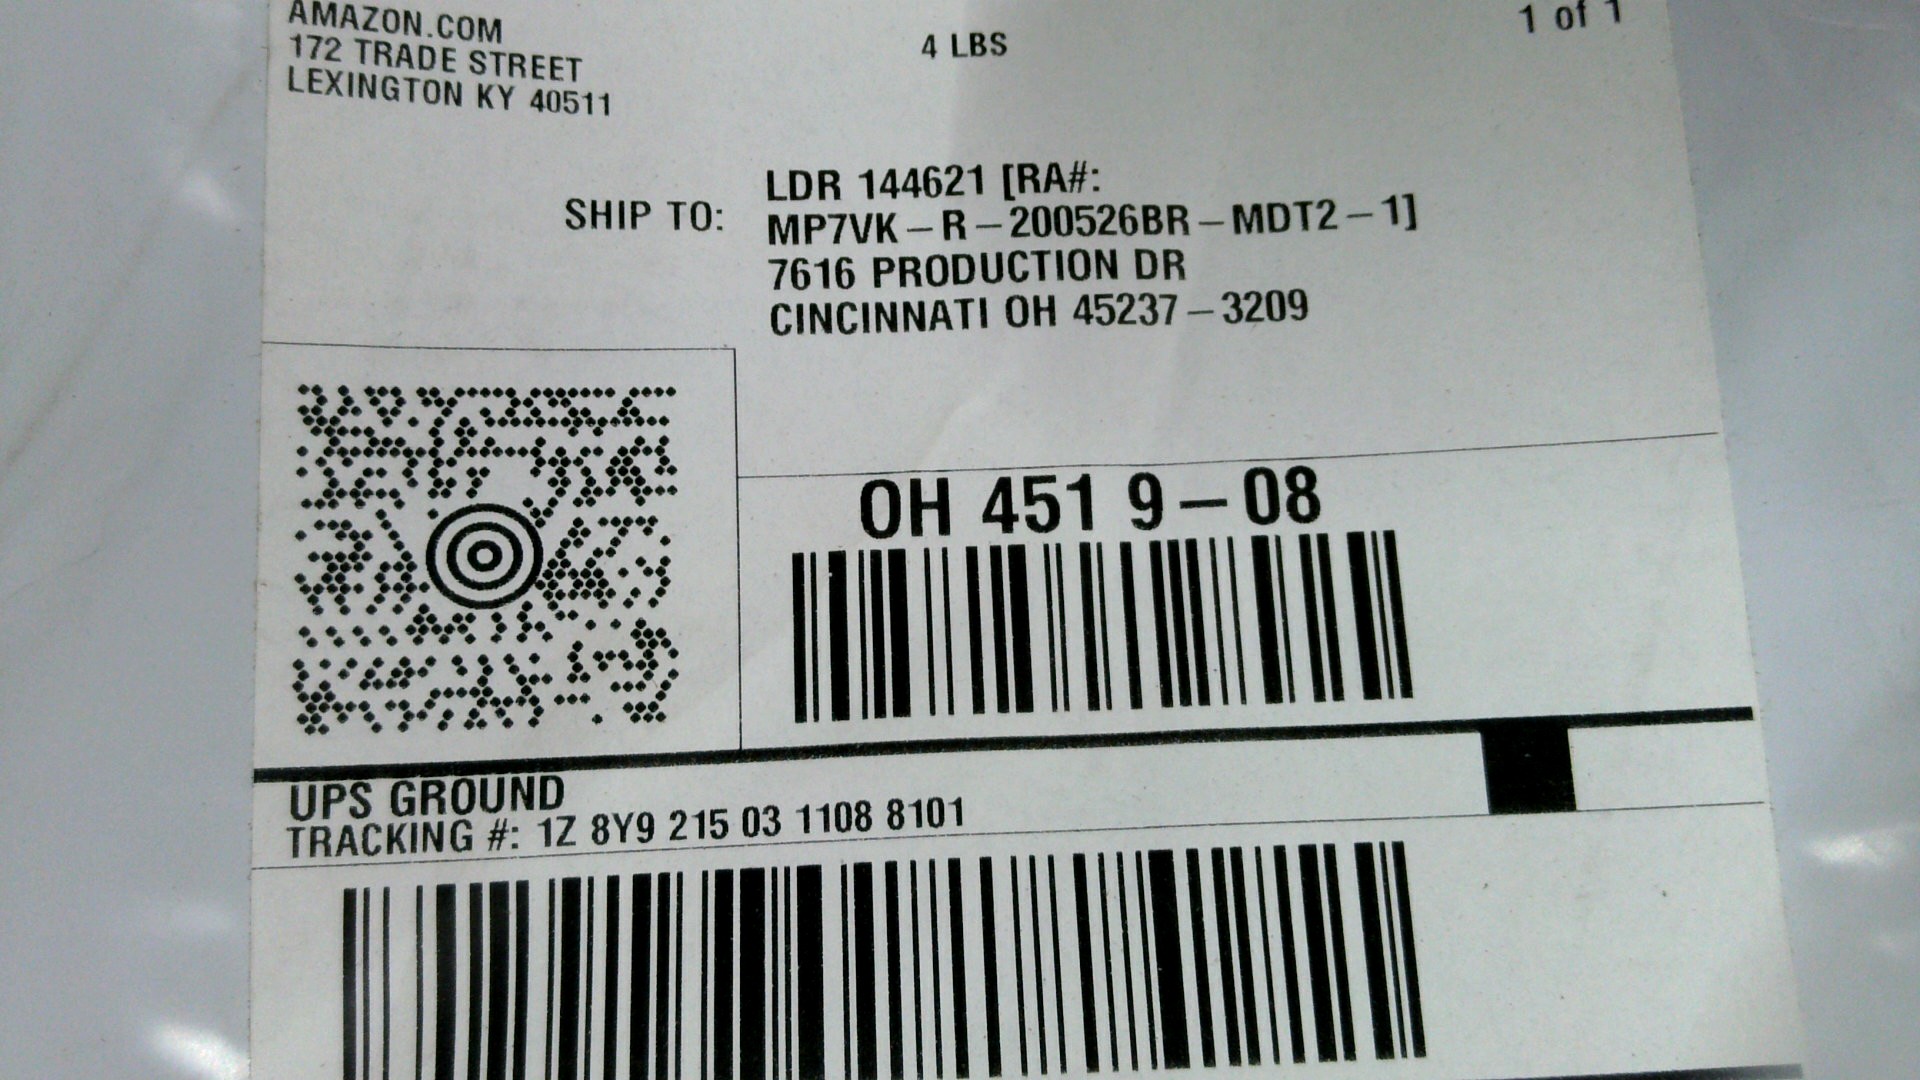 AMAZON.COM
172 TRADE STREET
LEXINGTON KY 40511
4 LBS
1 of 1
SHIP TO:
LDR 144621 [RA#:
MP7VK-R-200526BR-MDT2-1]
7616 PRODUCTION DR
CINCINNATI OH 45237-3209
OH 451 9-08
UPS GROUND
TRACKING #: 1Z 8Y9 215 03 1108 8101